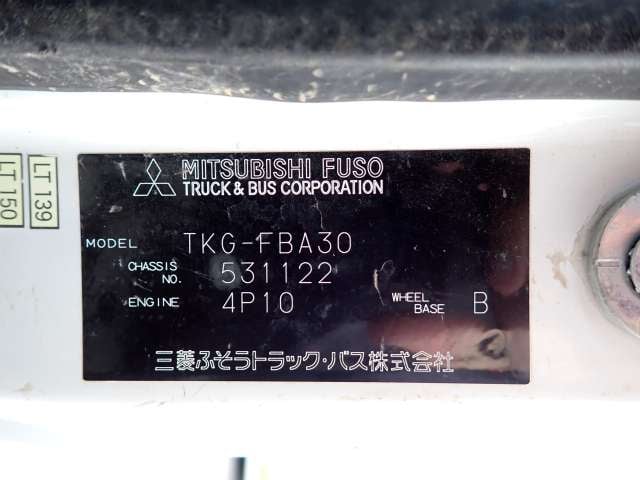 MITSUBISHI FUSO
TRUCK & BUS CORPORATION
MODEL TKG-FBA30
CHASSIS NO. 531122
ENGINE 4P10 WHEEL BASE B
三菱ふそうトラック・バス株式会社
LT 139
LT 150